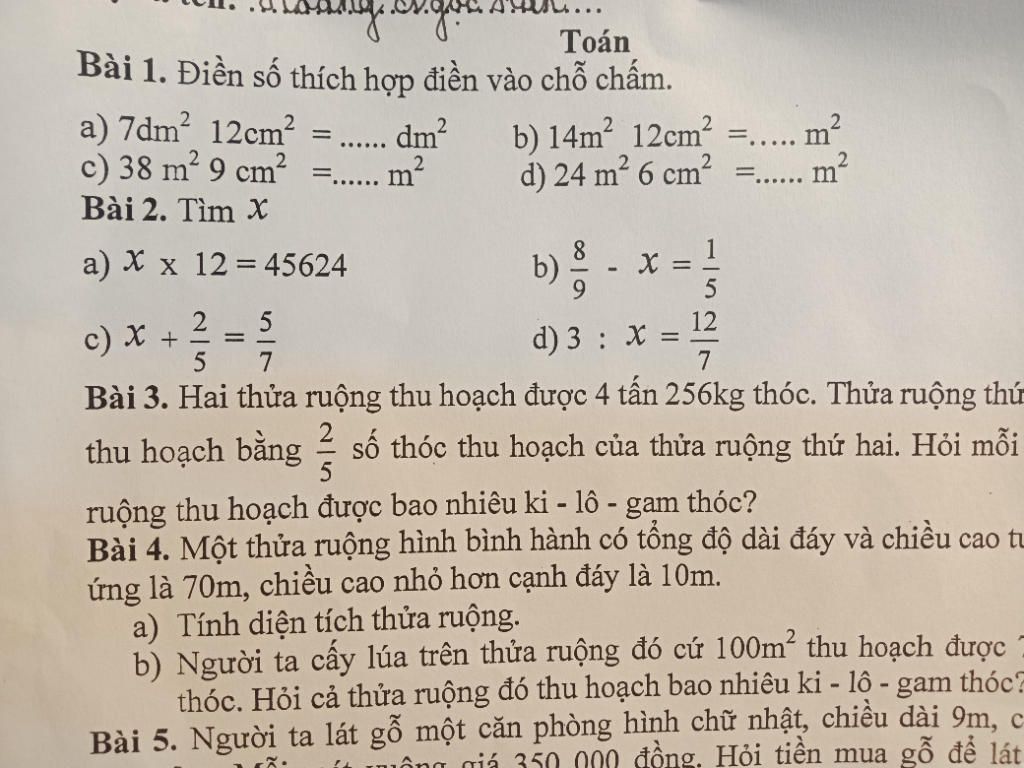 Toán
Bài 1. Điền số thích hợp điền vào chỗ chấm.
a) 7dm² 12cm² = ...... dm² b) 14m² 12cm² =..... m²
c) 38 m² 9 cm² =...... m² d) 24 m² 6 cm² =...... m²
Bài 2. Tìm x
a) x x 12 = 45624 b) 8/9 - x = 1/5
c) x + 2/5 = 5/7 d) 3 : x = 12/7
Bài 3. Hai thửa ruộng thu hoạch được 4 tấn 256kg thóc. Thửa ruộng thứ
thu hoạch bằng 2/5 số thóc thu hoạch của thửa ruộng thứ hai. Hỏi mỗi
ruộng thu hoạch được bao nhiêu ki - lô - gam thóc?
Bài 4. Một thửa ruộng hình bình hành có tổng độ dài đáy và chiều cao
ứng là 70m, chiều cao nhỏ hơn cạnh đáy là 10m.
a) Tính diện tích thửa ruộng.
b) Người ta cấy lúa trên thửa ruộng đó cứ 100m² thu hoạch được
thóc. Hỏi cả thửa ruộng đó thu hoạch bao nhiêu ki - lô - gam thóc?
Bài 5. Người ta lát gỗ một căn phòng hình chữ nhật, chiều dài 9m,
giá 350 000 đồng. Hỏi tiền mua gỗ để lát